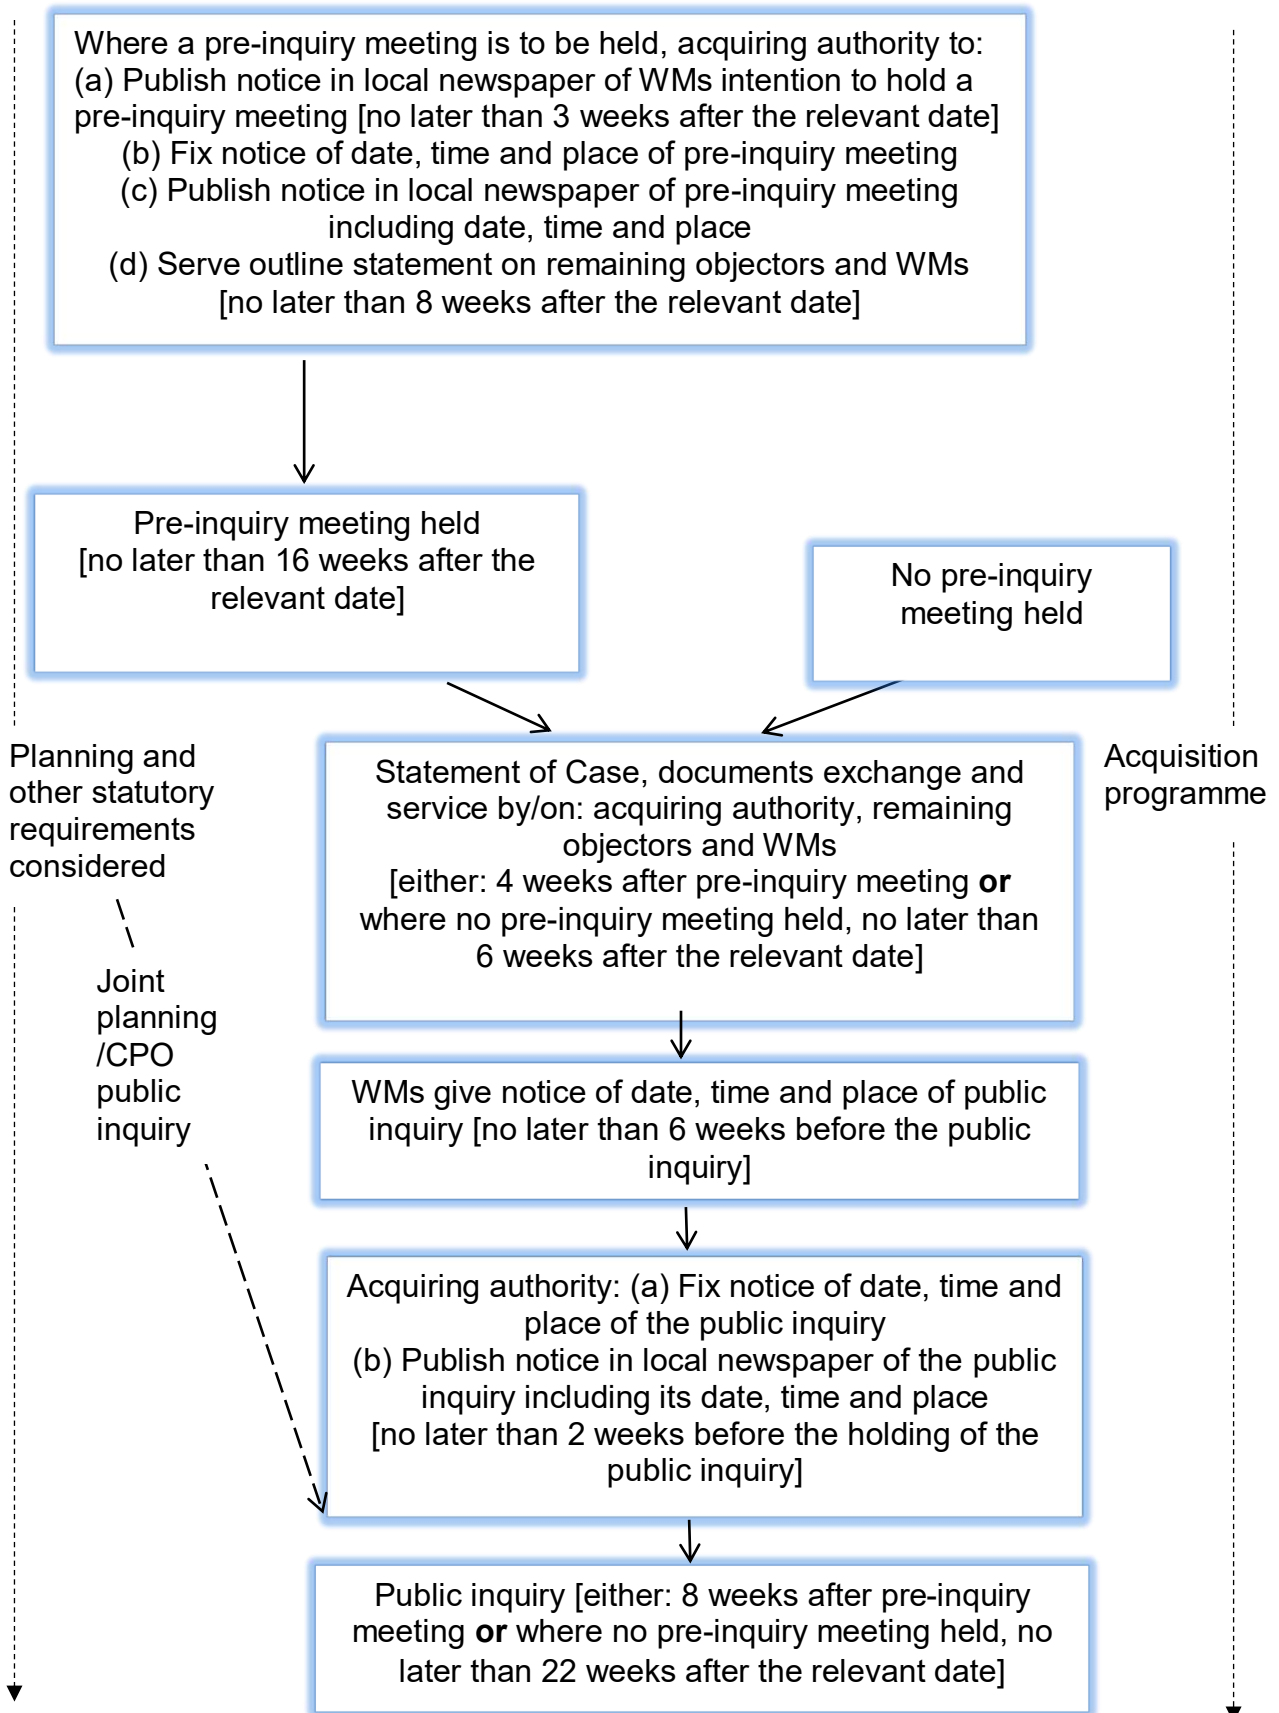 Where a pre-inquiry meeting is to be held, acquiring authority to:
(a) Publish notice in local newspaper of WMs intention to hold a
pre-inquiry meeting [no later than 3 weeks after the relevant date]
(b) Fix notice of date, time and place of pre-inquiry meeting
(c) Publish notice in local newspaper of pre-inquiry meeting
including date, time and place
(d) Serve outline statement on remaining objectors and WMs
[no later than 8 weeks after the relevant date]
Pre-inquiry meeting held
[no later than 16 weeks after the
relevant date]
No pre-inquiry
meeting held
Planning and
other statutory
requirements
considered
Acquisition
programme
Statement of Case, documents exchange and
service by/on: acquiring authority, remaining
objectors and WMs
[either: 4 weeks after pre-inquiry meeting or
where no pre-inquiry meeting held, no later than
6 weeks after the relevant date]
Joint
planning
/CPO
public
inquiry
WMs give notice of date, time and place of public
inquiry [no later than 6 weeks before the public
inquiry]
Acquiring authority: (a) Fix notice of date, time and
place of the public inquiry
(b) Publish notice in local newspaper of the public
inquiry including its date, time and place
[no later than 2 weeks before the holding of the
public inquiry]
Public inquiry [either: 8 weeks after pre-inquiry
meeting or where no pre-inquiry meeting held, no
later than 22 weeks after the relevant date]